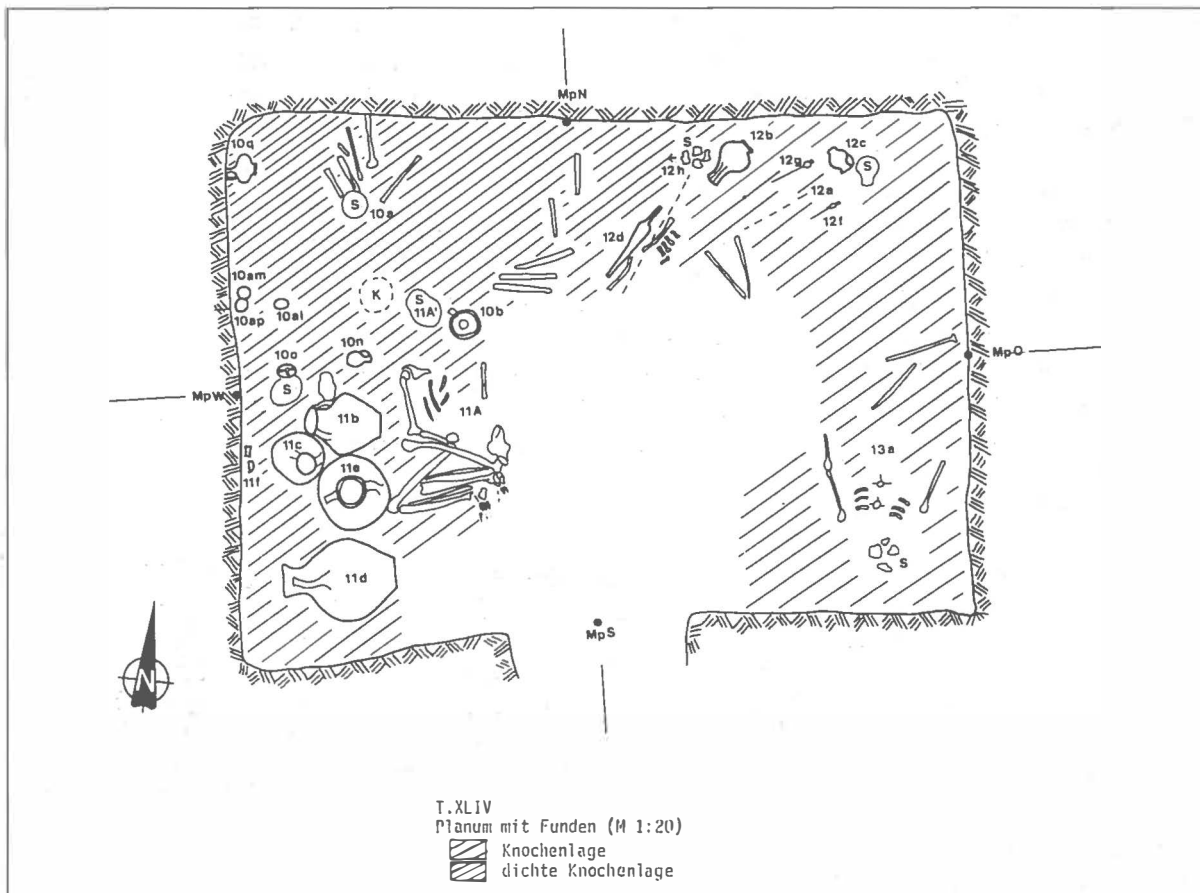 MpN
10q
S
10a
S
12h
12b
12g
12c
S
12a
12f
12d
10am
10ap
10al
K
S
11A'
10b
10n
10o
S
MpW
MpO
11A
11b
11c
11e
11f
11d
13a
S
MpS
N
T.XLIV
Planum mit Funden (M 1:20)
Knochenlage
dichte Knochenlage